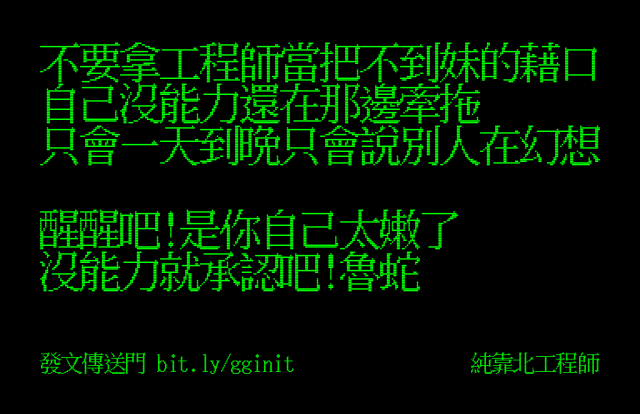 不要拿工程師當把不到妹的藉口
自己沒能力還在那邊牽拖
只會一天到晚只會說別人在幻想
醒醒吧!是你自己太嫩了
沒能力就承認吧!魯蛇
發文傳送門 bit.ly/gginit
純靠北工程師